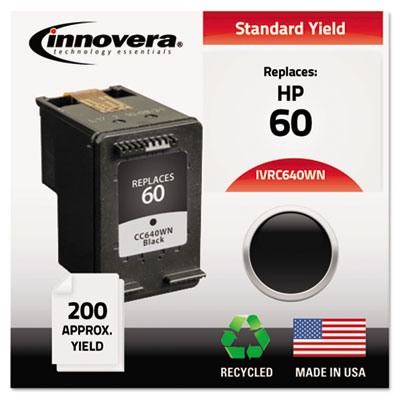 innovera
technology essentials
Standard Yield
Replaces:
HP
60
IVRC640WN
REPLACES
60
CC640WN
Black
200
APPROX.
YIELD
RECYCLED
MADE IN USA